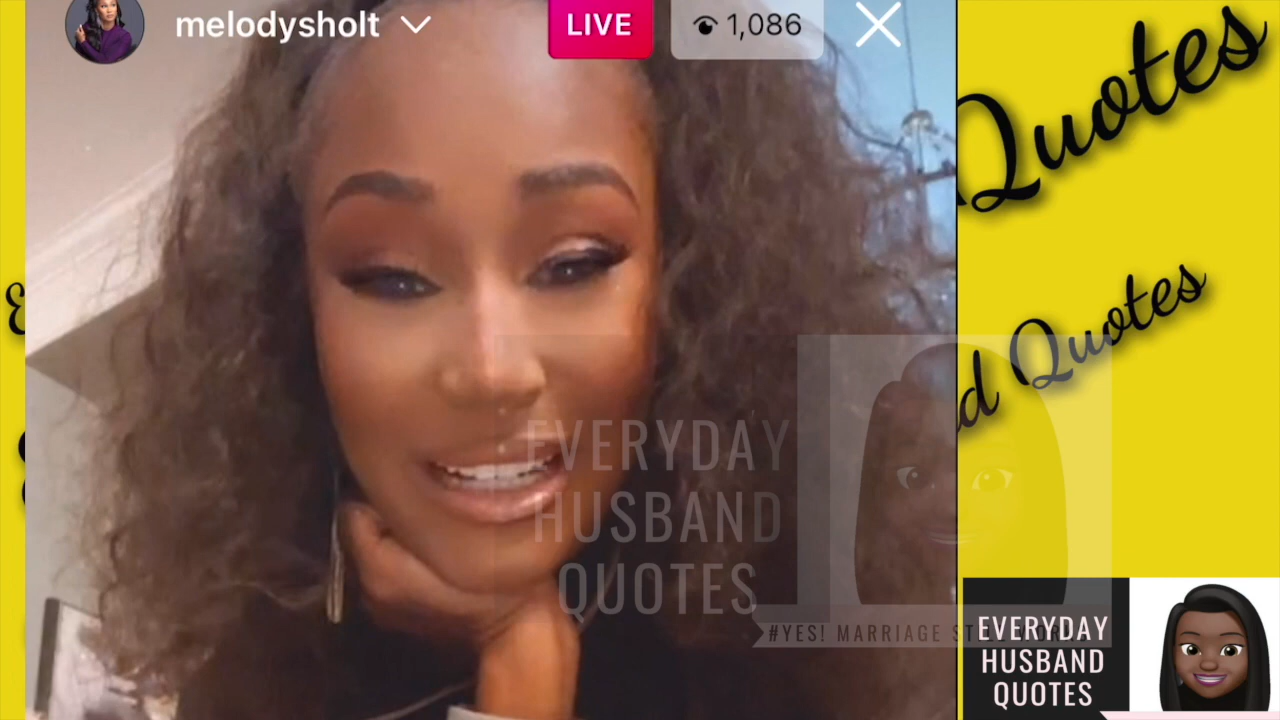 melodysholt
LIVE
1,086
Quotes
d Quotes
EVERYDAY
HUSBAND
QUOTES
#YES! MARRIAGE
EVERYDAY
HUSBAND
QUOTES